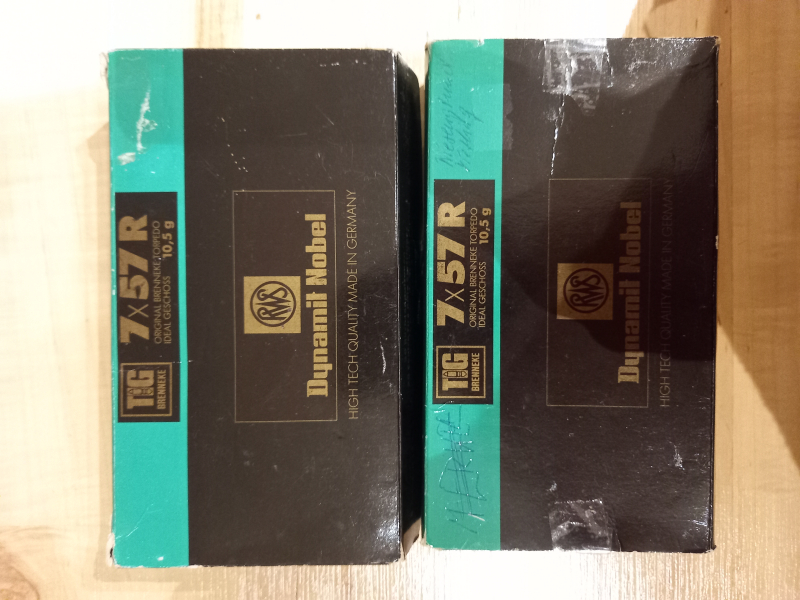 TIG
BRENNEKE
7x57 R
ORIGINAL BRENNEKE TORPEDO
IDEAL GESCHOSS 10,5 g
RWS
Dynamit Nobel
HIGH TECH QUALITY MADE IN GERMANY
TIG
BRENNEKE
7x57 R
ORIGINAL BRENNEKE TORPEDO
IDEAL GESCHOSS 10,5 g
RWS
Dynamit Nobel
HIGH TECH QUALITY MADE IN GERMANY